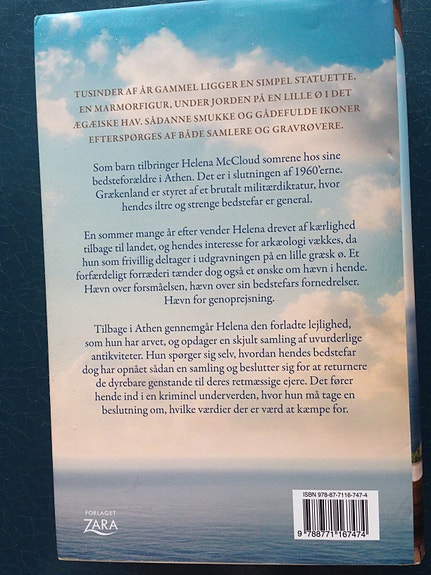 TUSINDER AF ÅR GAMMEL LIGGER EN SIMPEL STATUETTE,
EN MARMORFIGUR, UNDER JORDEN PÅ EN LILLE Ø I DET
ÆGÆISKE HAV. SÅDANNE SMUKKE OG GÅDEFULDE IKONER
EFTERSPØRGES AF BÅDE SAMLERE OG GRAVRØVERE.
Som barn tilbringer Helena McCloud somrene hos sine
bedsteforældre i Athen. Det er i slutningen af 1960'erne.
Grækenland er styret af et brutalt militærdiktatur, hvor
hendes iltre og strenge bedstefar er general.
En sommer mange år efter vender Helena drevet af kærlighed
tilbage til landet, og hendes interesse for arkæologi vækkes, da
hun som frivillig deltager i udgravningen på en lille græsk ø. Et
forfærdeligt forræderi tænder dog også et ønske om hævn i hende.
Hævn over forsmåelsen, hævn over sin bedstefars fornedrelser.
Hævn for genoprejsning.
Tilbage i Athen gennemgår Helena den forladte lejlighed,
som hun har arvet, og opdager en skjult samling af uvurderlige
antikviteter. Hun spørger sig selv, hvordan hendes bedstefar
dog har opnået sådan en samling og beslutter sig for at returnere
de dyrebare genstande til deres retmæssige ejere. Det fører
hende ind i en kriminel underverden, hvor hun må tage en
beslutning om, hvilke værdier der er værd at kæmpe for.
ISBN 978-87-7116-747-4
9 788771 167474
FORLAGET
ZARA